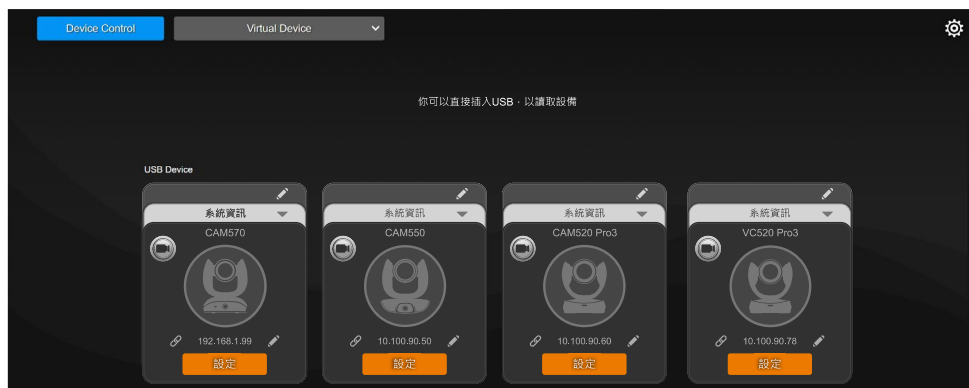 Device Control
Virtual Device
你可以直接插入USB，以讀取設備
USB Device
系統資訊
系統資訊
系統資訊
系統資訊
CAM570
CAM550
CAM520 Pro3
VC520 Pro3
192.168.1.99
10.100.90.50
10.100.90.60
10.100.90.78
設定
設定
設定
設定